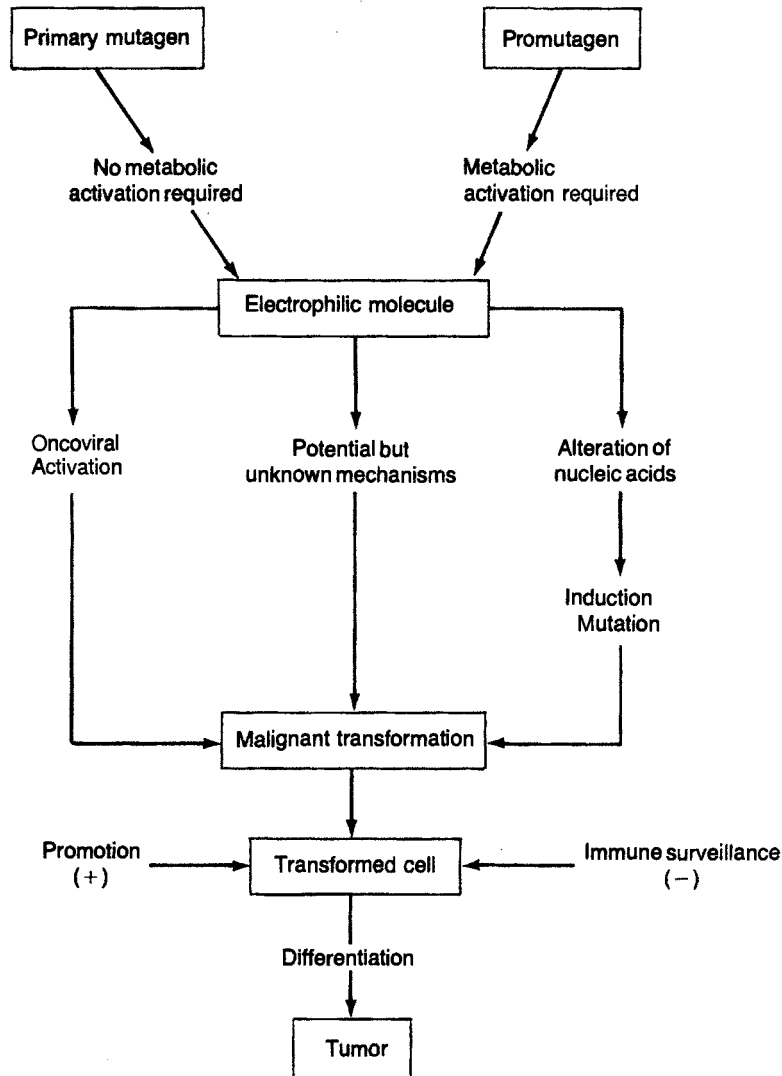 Primary mutagen
Promutagen
No metabolic
activation required
Metabolic
activation required
Electrophilic molecule
Oncoviral
Activation
Potential but
unknown mechanisms
Alteration of
nucleic acids
Induction
Mutation
Malignant transformation
Promotion
(+)
Transformed cell
Immune surveillance
(−)
Differentiation
Tumor